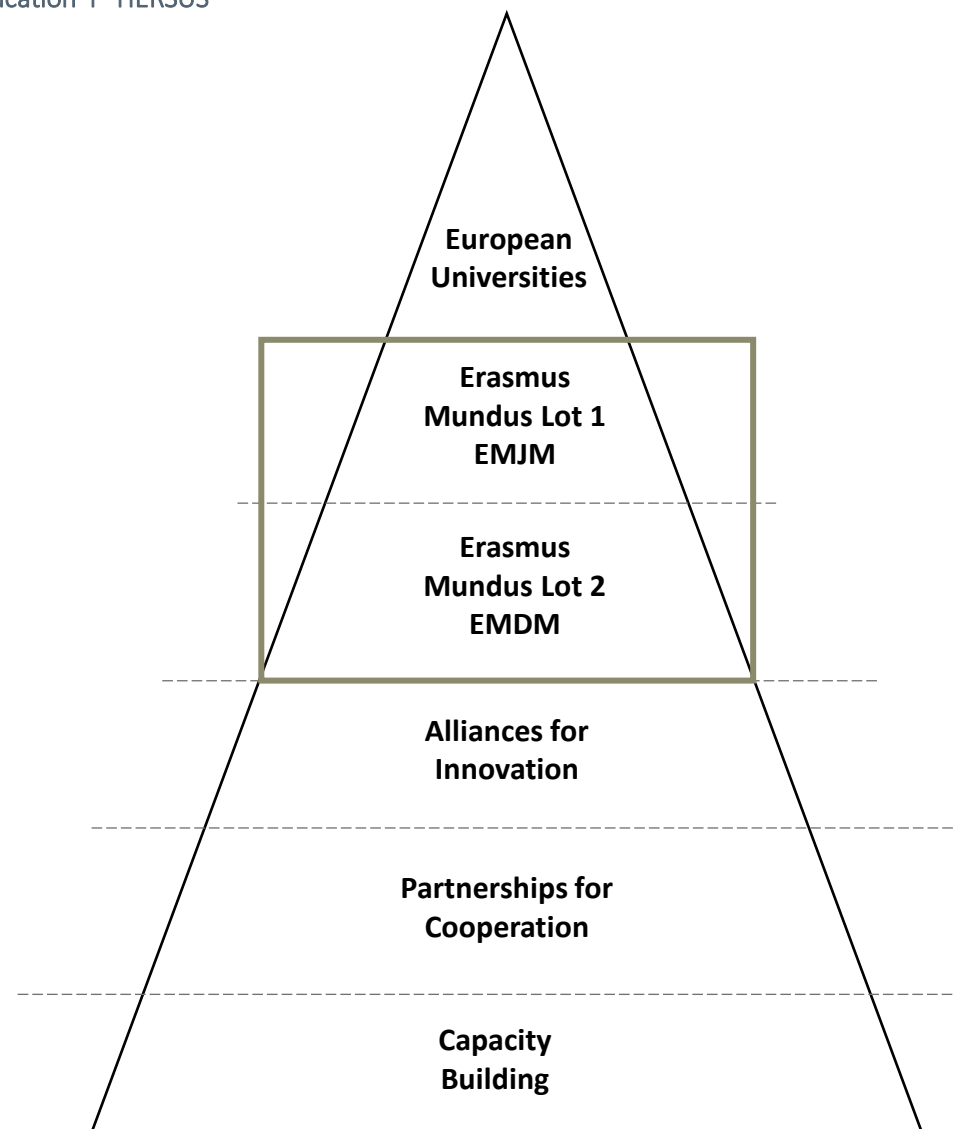 HERSUS
European
Universities
Erasmus
Mundus Lot 1
EMJM
Erasmus
Mundus Lot 2
EMDM
Alliances for
Innovation
Partnerships for
Cooperation
Capacity
Building